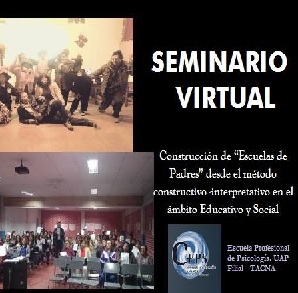 SEMINARIO
VIRTUAL
Construcción de “Escuelas de
Padres” desde el método
constructivo-interpretativo en el
ámbito Educativo y Social
Escuela Profesional
de Psicología. UAP
Filial - TACNA